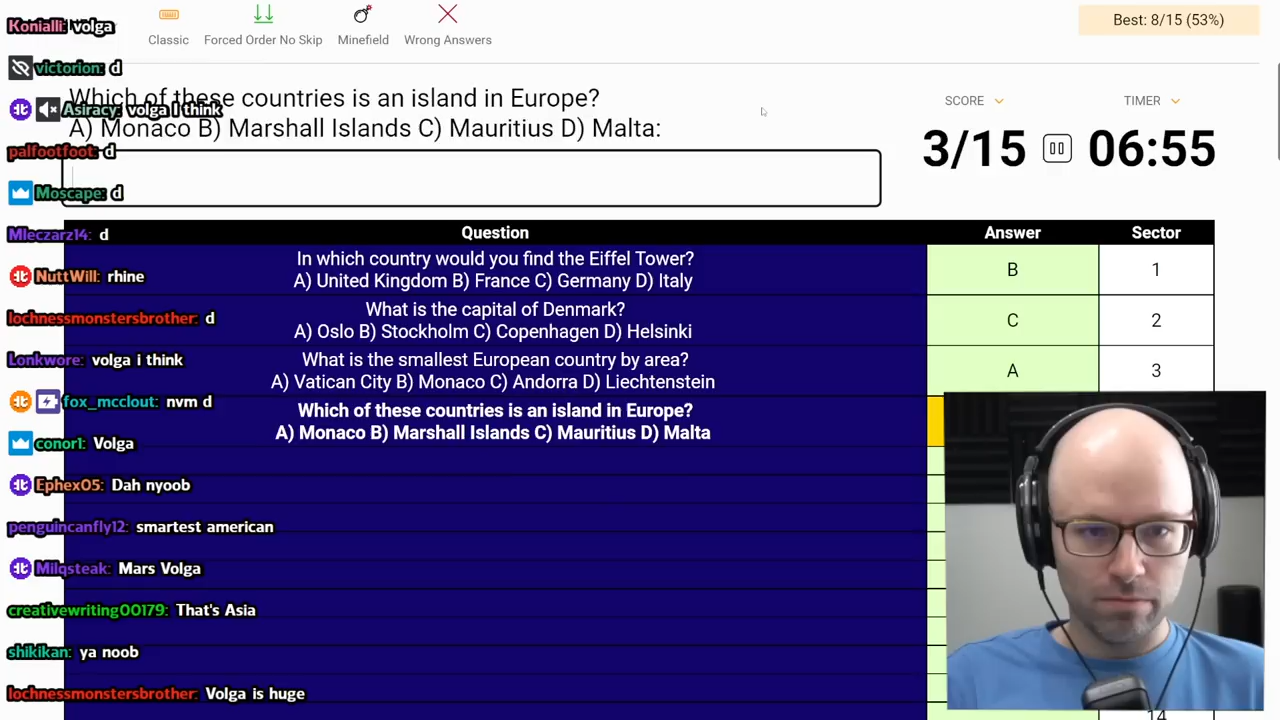 Konialli: volga
victorion: d
Asiracy: volga I think
palfootfoot: d
Moscape: d
Mleczarz14: d
NuttWill: rhine
lochnessmonstersbrother: d
Lonkwore: volga i think
fox_mcclout: nvm d
conor1: Volga
Ephex05: Dah nyoob
penguincanfly12: smartest american
Milqsteak: Mars Volga
creativewriting00179: That's Asia
shikikan: ya noob
lochnessmonstersbrother: Volga is huge
Classic
Forced Order No Skip
Minefield
Wrong Answers
Best: 8/15 (53%)
Which of these countries is an island in Europe?
A) Monaco B) Marshall Islands C) Mauritius D) Malta:
SCORE
3/15
TIMER
06:55
Question Answer Sector
In which country would you find the Eiffel Tower?
A) United Kingdom B) France C) Germany D) Italy
B 1
What is the capital of Denmark?
A) Oslo B) Stockholm C) Copenhagen D) Helsinki
C 2
What is the smallest European country by area?
A) Vatican City B) Monaco C) Andorra D) Liechtenstein
A 3
Which of these countries is an island in Europe?
A) Monaco B) Marshall Islands C) Mauritius D) Malta
14